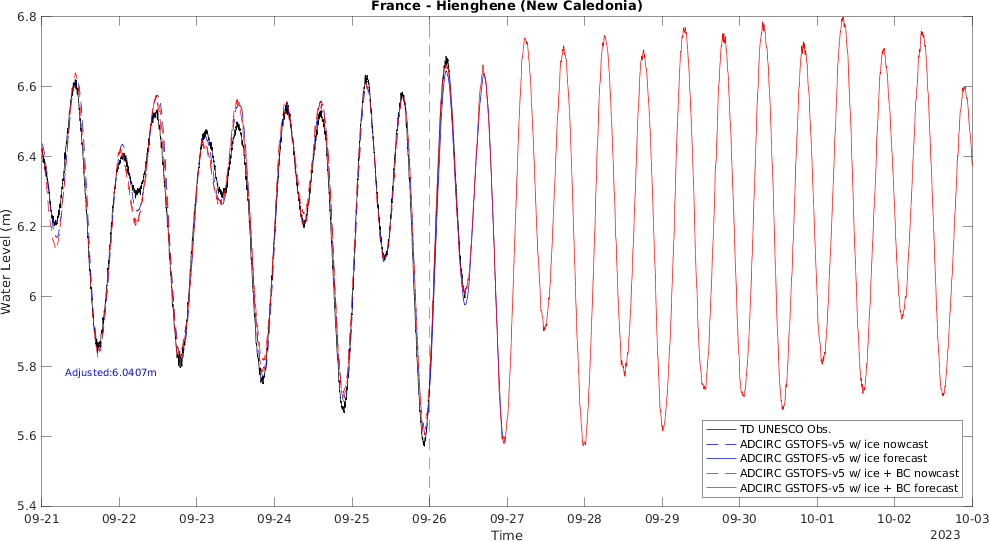 France - Hienghene (New Caledonia)
6.8
6.6
6.4
6.2
6
5.8
5.6
5.4
Water Level (m)
Adjusted:6.0407m
TD UNESCO Obs.
ADCIRC GSTOFS-v5 w/ ice nowcast
ADCIRC GSTOFS-v5 w/ ice forecast
ADCIRC GSTOFS-v5 w/ ice + BC nowcast
ADCIRC GSTOFS-v5 w/ ice + BC forecast
09-21 09-22 09-23 09-24 09-25 09-26 09-27 09-28 09-29 09-30 10-01 10-02 10-03
Time 2023